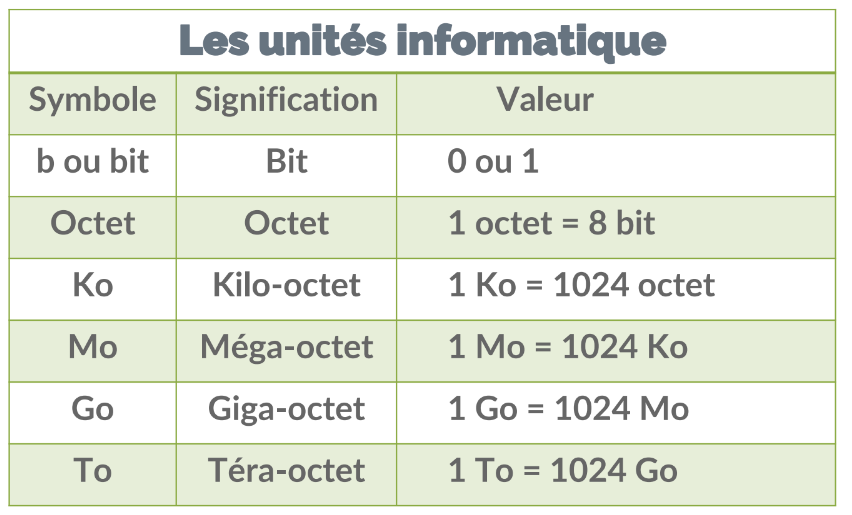 Les unités informatique
Symbole Signification Valeur
b ou bit Bit 0 ou 1
Octet Octet 1 octet = 8 bit
Ko Kilo-octet 1 Ko = 1024 octet
Mo Méga-octet 1 Mo = 1024 Ko
Go Giga-octet 1 Go = 1024 Mo
To Téra-octet 1 To = 1024 Go